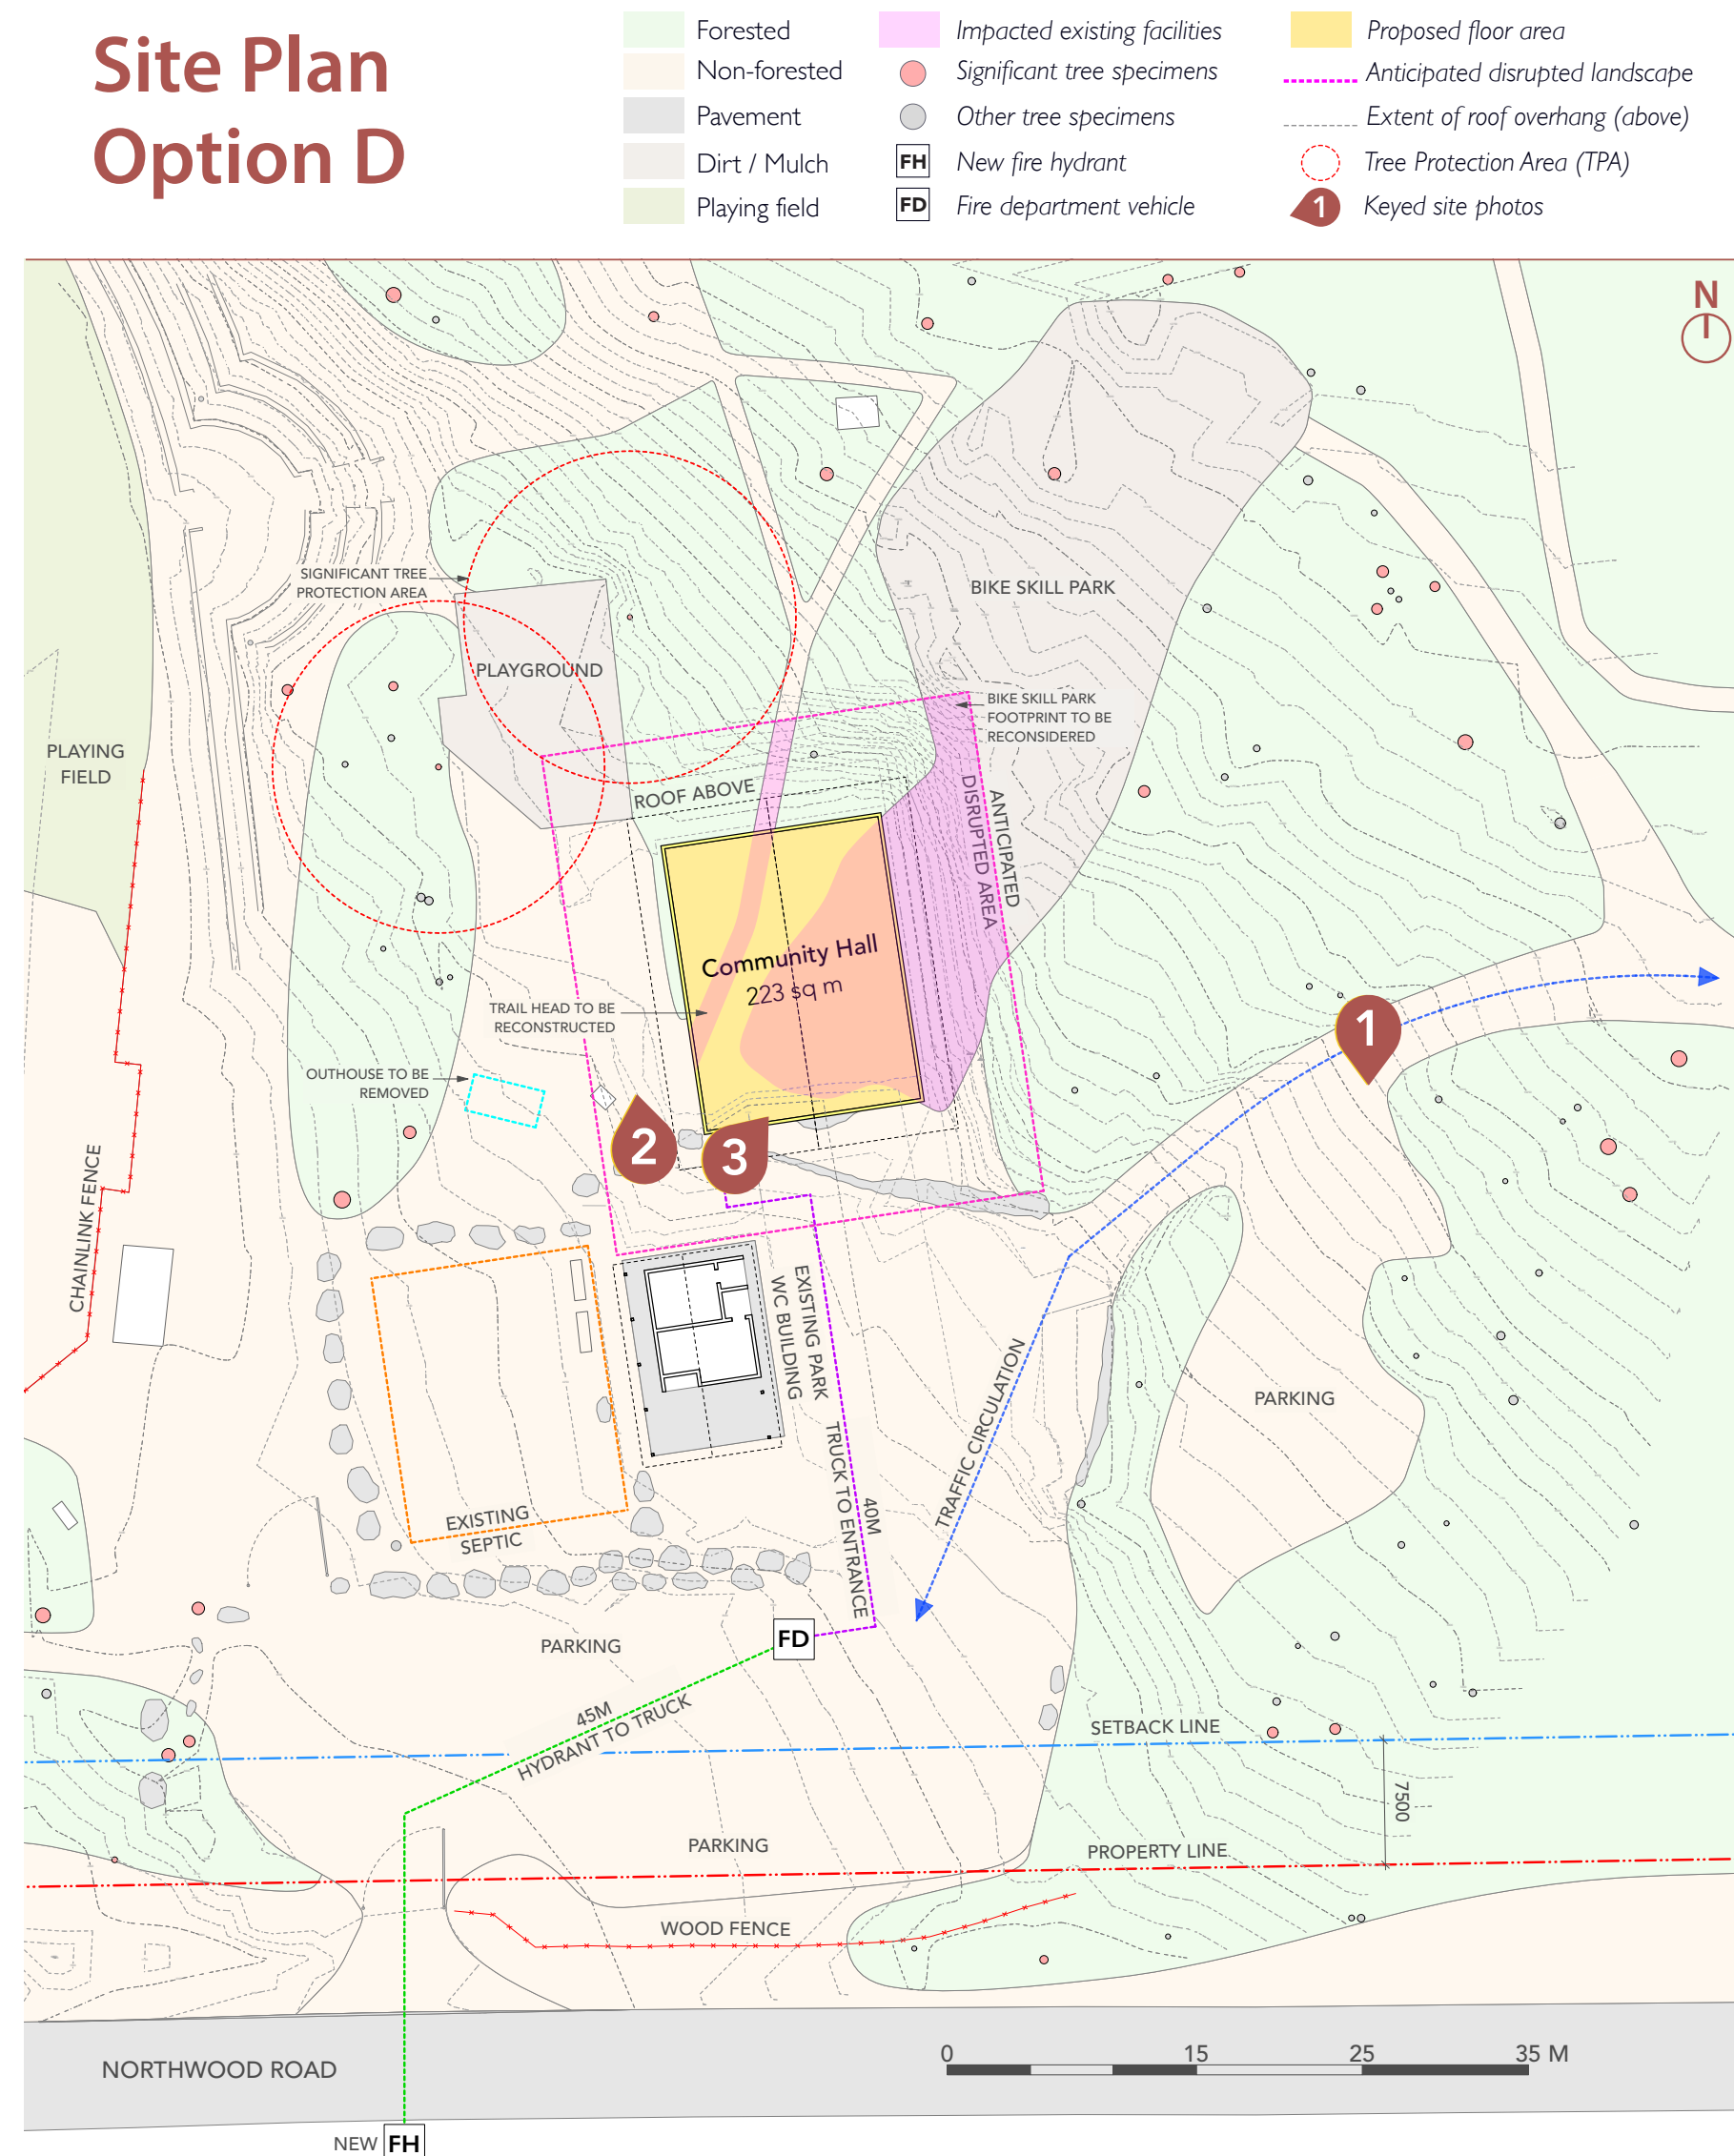 Site Plan
Option D
Forested
Non-forested
Pavement
Dirt / Mulch
Playing field
Impacted existing facilities
Significant tree specimens
Other tree specimens
FH New fire hydrant
FD Fire department vehicle
Proposed floor area
Anticipated disrupted landscape
Extent of roof overhang (above)
Tree Protection Area (TPA)
1 Keyed site photos
N
SIGNIFICANT TREE
PROTECTION AREA
BIKE SKILL PARK
PLAYGROUND
BIKE SKILL PARK
FOOTPRINT TO BE
RECONSIDERED
PLAYING
FIELD
ROOF ABOVE
ANTICIPATED
DISRUPTED AREA
Community Hall
223 sq m
TRAIL HEAD TO BE
RECONSTRUCTED
1
OUTHOUSE TO BE
REMOVED
2
3
CHAINLINK FENCE
EXISTING PARK
WC BUILDING
TRAFFIC CIRCULATION
PARKING
40M
TRUCK TO ENTRANCE
EXISTING
SEPTIC
FD
PARKING
45M
HYDRANT TO TRUCK
SETBACK LINE
7500
PARKING
PROPERTY LINE
WOOD FENCE
NORTHWOOD ROAD
0 15 25 35 M
NEW FH